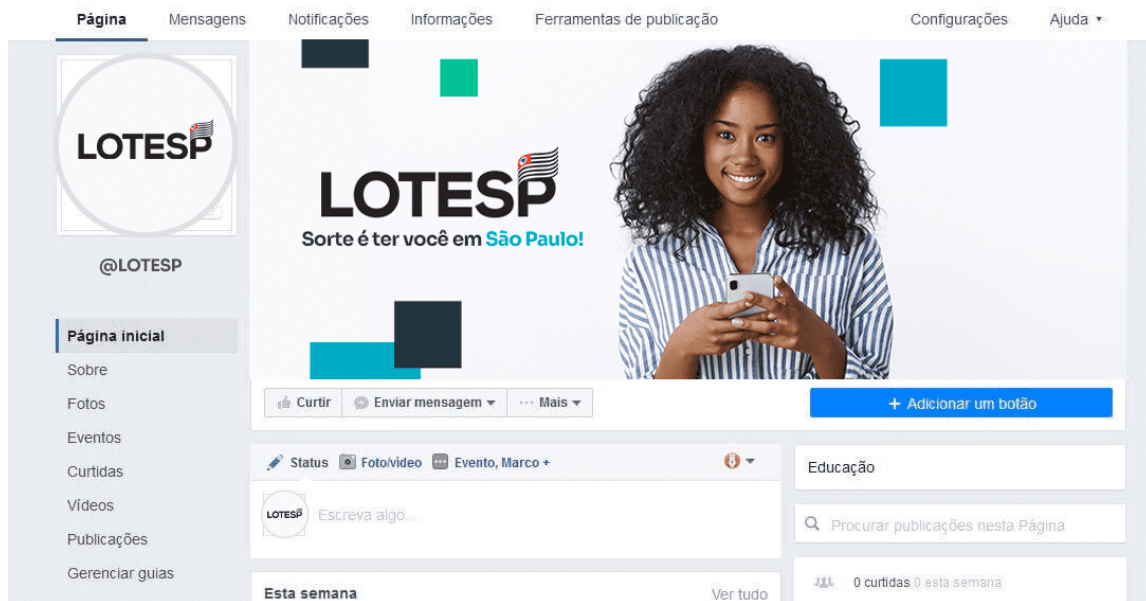 Página Mensagens Notificações Informações Ferramentas de publicação Configurações Ajuda
LOTESP
@LOTESP
LOTESP
Sorte é ter você em São Paulo!
Página inicial
Sobre
Fotos
Eventos
Curtidas
Vídeos
Publicações
Gerenciar guias
Curtir Enviar mensagem ··· Mais
+ Adicionar um botão
Status Foto/vídeo Evento, Marco +
LOTESP Escreva algo...
Esta semana Ver tudo
Educação
Procurar publicações nesta Página
0 curtidas 0 esta semana